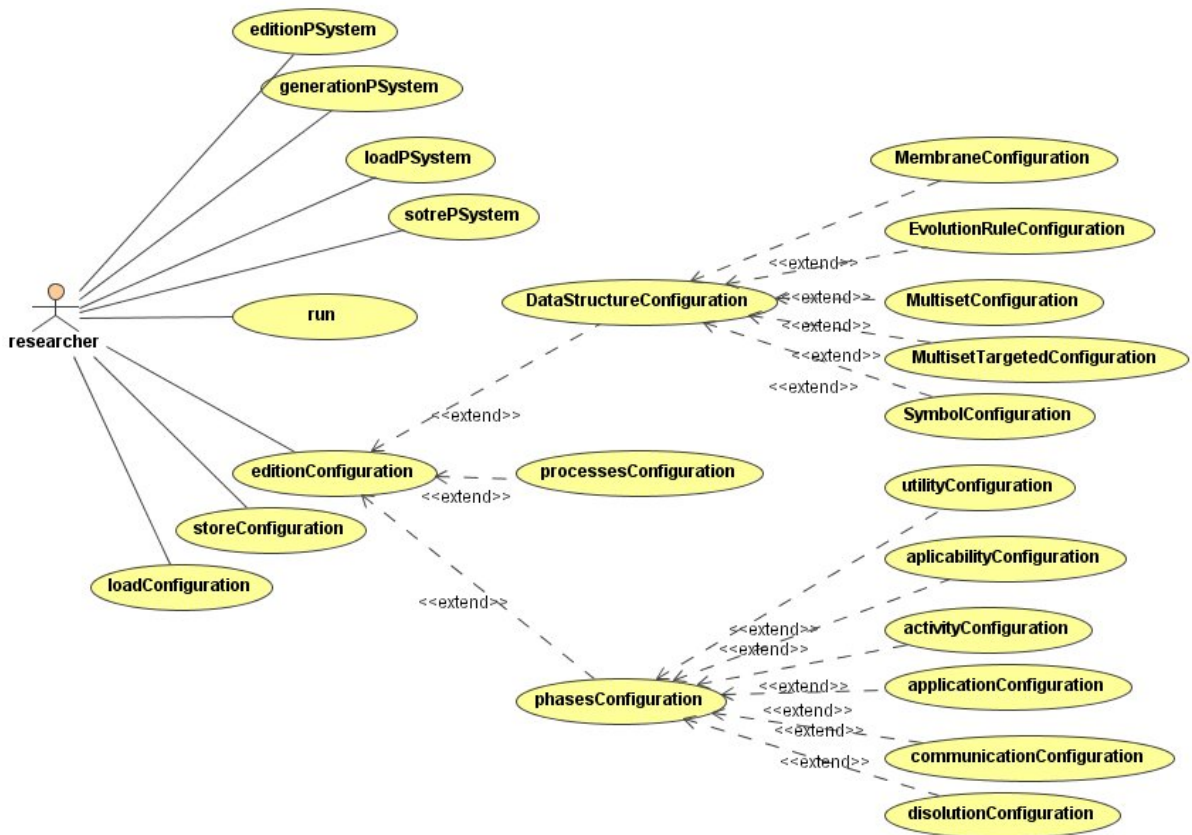 editionPSystem
generationPSystem
loadPSystem
sotrePSystem
run
researcher
editionConfiguration
storeConfiguration
loadConfiguration
DataStructureConfiguration
processesConfiguration
phasesConfiguration
<<extend>>
<<extend>>
<<extend>>
MembraneConfiguration
EvolutionRuleConfiguration
MultisetConfiguration
MultisetTargetedConfiguration
SymbolConfiguration
<<extend>>
<<extend>>
<<extend>>
<<extend>>
<<extend>>
utilityConfiguration
aplicabilityConfiguration
activityConfiguration
applicationConfiguration
communicationConfiguration
disolutionConfiguration
<<extend>>
<<extend>>
<<extend>>
<<extend>>
<<extend>>
<<extend>>